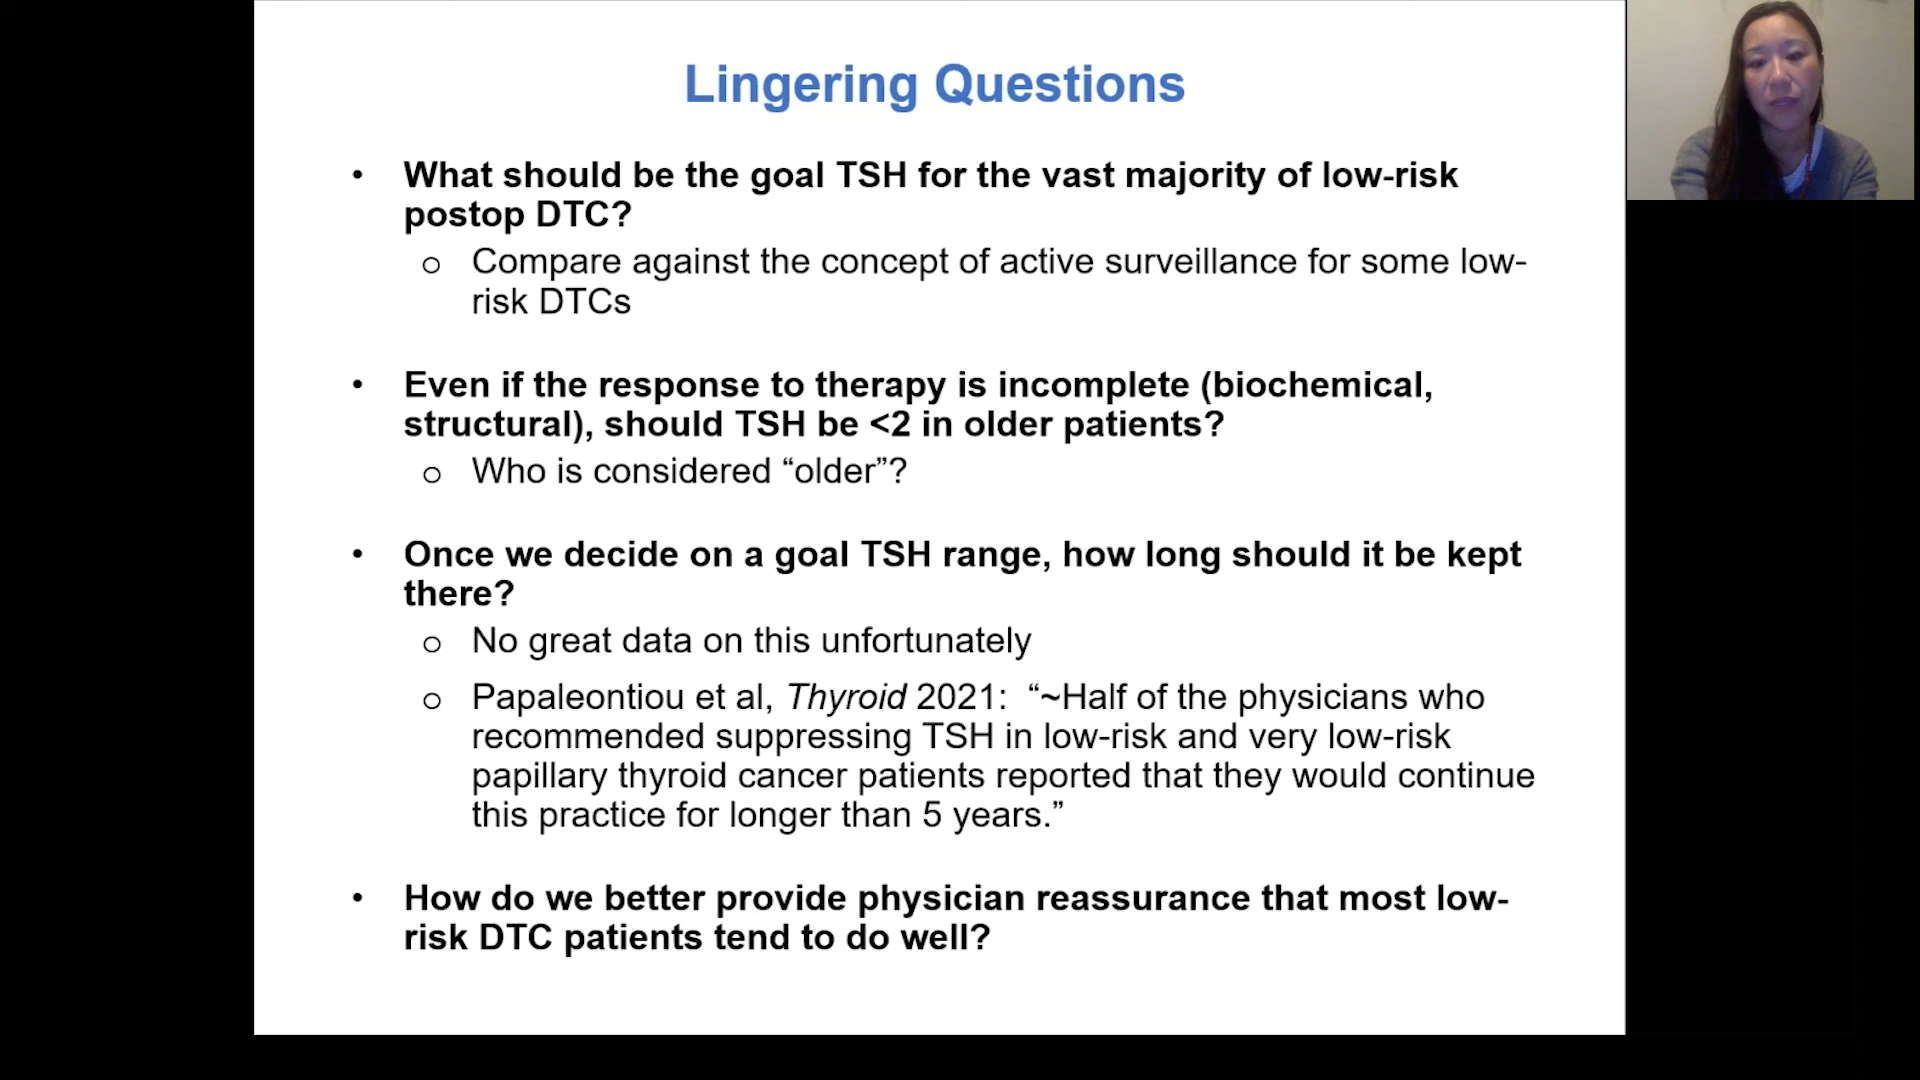 Lingering Questions
• What should be the goal TSH for the vast majority of low-risk
postop DTC?
o Compare against the concept of active surveillance for some low-
risk DTCs
• Even if the response to therapy is incomplete (biochemical,
structural), should TSH be <2 in older patients?
o Who is considered “older”?
• Once we decide on a goal TSH range, how long should it be kept
there?
o No great data on this unfortunately
o Papaleontiou et al, Thyroid 2021: “~Half of the physicians who
recommended suppressing TSH in low-risk and very low-risk
papillary thyroid cancer patients reported that they would continue
this practice for longer than 5 years.”
• How do we better provide physician reassurance that most low-
risk DTC patients tend to do well?